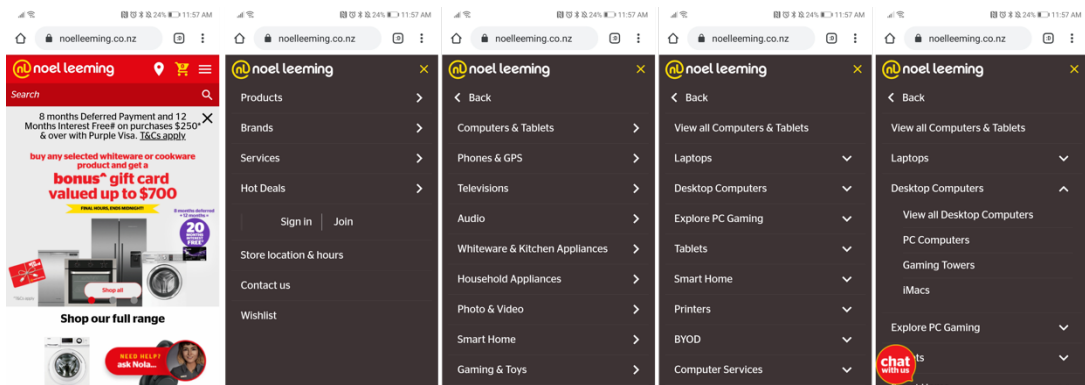 24% 11:57 AM
noelleeming.co.nz
noel leeming
Search
8 months Deferred Payment and 12
Months Interest Free# on purchases $250*
& over with Purple Visa. T&Cs apply
buy any selected whiteware or cookware
product and get a
bonus^ gift card
valued up to $700
FINAL HOURS, ENDS MIDNIGHT!
8 months deferred
+ 12 months
20
MONTHS
INTEREST
FREE
Shop all
Shop our full range
NEED HELP?
ask Nola...
24% 11:57 AM
noelleeming.co.nz
noel leeming
Products
Brands
Services
Hot Deals
Sign in | Join
Store location & hours
Contact us
Wishlist
24% 11:57 AM
noelleeming.co.nz
noel leeming
Back
Computers & Tablets
Phones & GPS
Televisions
Audio
Whiteware & Kitchen Appliances
Household Appliances
Photo & Video
Smart Home
Gaming & Toys
24% 11:57 AM
noelleeming.co.nz
noel leeming
Back
View all Computers & Tablets
Laptops
Desktop Computers
Explore PC Gaming
Tablets
Smart Home
Printers
BYOD
Computer Services
24% 11:57 AM
noelleeming.co.nz
noel leeming
Back
View all Computers & Tablets
Laptops
Desktop Computers
View all Desktop Computers
PC Computers
Gaming Towers
iMacs
Explore PC Gaming
chat
with us